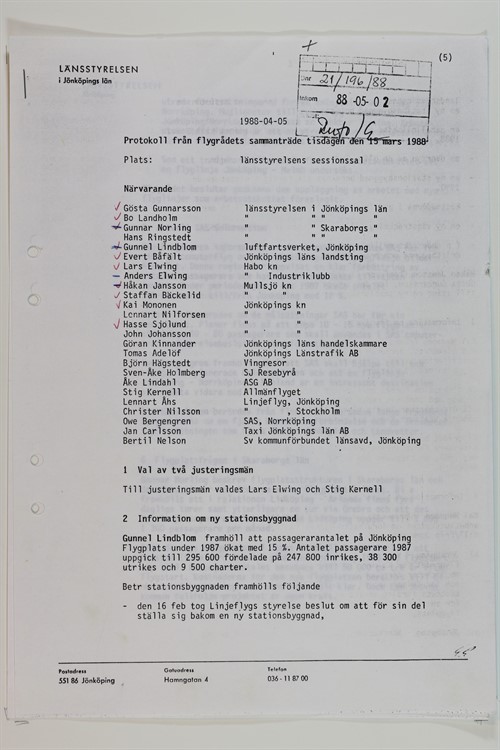 LÄNSSTYRELSEN
i Jönköpings län
(5)
Dnr 21/196/88
Inkom 88 -05- 02
1988-04-05
Protokoll från flygrådets sammanträde tisdagen den 15 mars 1988
Plats: länsstyrelsens sessionssal
Närvarande
Gösta Gunnarsson länsstyrelsen i Jönköpings län
Bo Landholm " " " "
Gunnar Norling " " Skaraborgs "
Hans Ringstedt " " " "
Gunnel Lindblom luftfartsverket, Jönköping
Evert Båfält Jönköpings läns landsting
Lars Elwing Habo kn
Anders Elwing " Industriklubb
Håkan Jansson Mullsjö kn
Staffan Bäckelid " "
Kai Mononen Jönköpings kn
Lennart Nilforsen " "
Hasse Sjölund " "
John Johansson " "
Göran Kinnander Jönköpings läns handelskammare
Tomas Adelöf Jönköpings Länstrafik AB
Björn Hägstedt Vingresor
Sven-Åke Holmberg SJ Resebyrå
Åke Lindahl ASG AB
Stig Kernell Allmänflyget
Lennart Åhs Linjeflyg, Jönköping
Christer Nilsson " , Stockholm
Owe Bergengren SAS, Norrköping
Jan Carlsson Taxi Jönköpings län AB
Bertil Nelson Sv kommunförbundet länsavd, Jönköping
1 Val av två justeringsmän
Till justeringsmän valdes Lars Elwing och Stig Kernell
2 Information om ny stationsbyggnad
Gunnel Lindblom framhöll att passagerarantalet på Jönköping
Flygplats under 1987 ökat med 15 %. Antalet passagerare 1987
uppgick till 295 600 fördelade på 247 800 inrikes, 38 300
utrikes och 9 500 charter.
Betr stationsbyggnaden framhölls följande
- den 16 feb tog Linjeflygs styrelse beslut om att för sin del
ställa sig bakom en ny stationsbyggnad,
Postadress Gatuadress Telefon
551 86 Jönköping Hamngatan 4 036 - 11 87 00